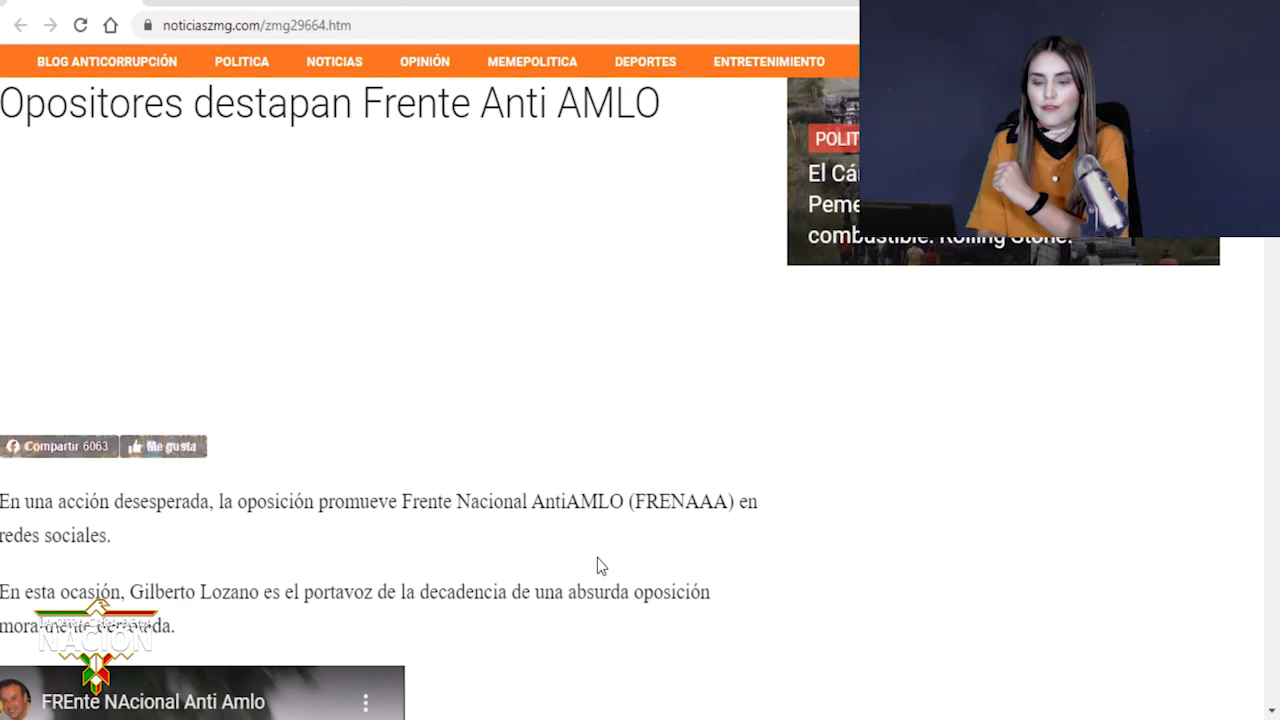 noticiaszmg.com/zmg29664.htm
BLOG ANTICORRUPCIÓN POLITICA NOTICIAS OPINIÓN MEMEPOLITICA DEPORTES ENTRETENIMIENTO
Opositores destapan Frente Anti AMLO
POLIT
El Cá
Peme
combustible. Rolling Stone.
Compartir 6063 Me gusta
En una acción desesperada, la oposición promueve Frente Nacional AntiAMLO (FRENAAA) en
redes sociales.
En esta ocasión, Gilberto Lozano es el portavoz de la decadencia de una absurda oposición
NACIÓN
FREnte NAcional Anti Amlo